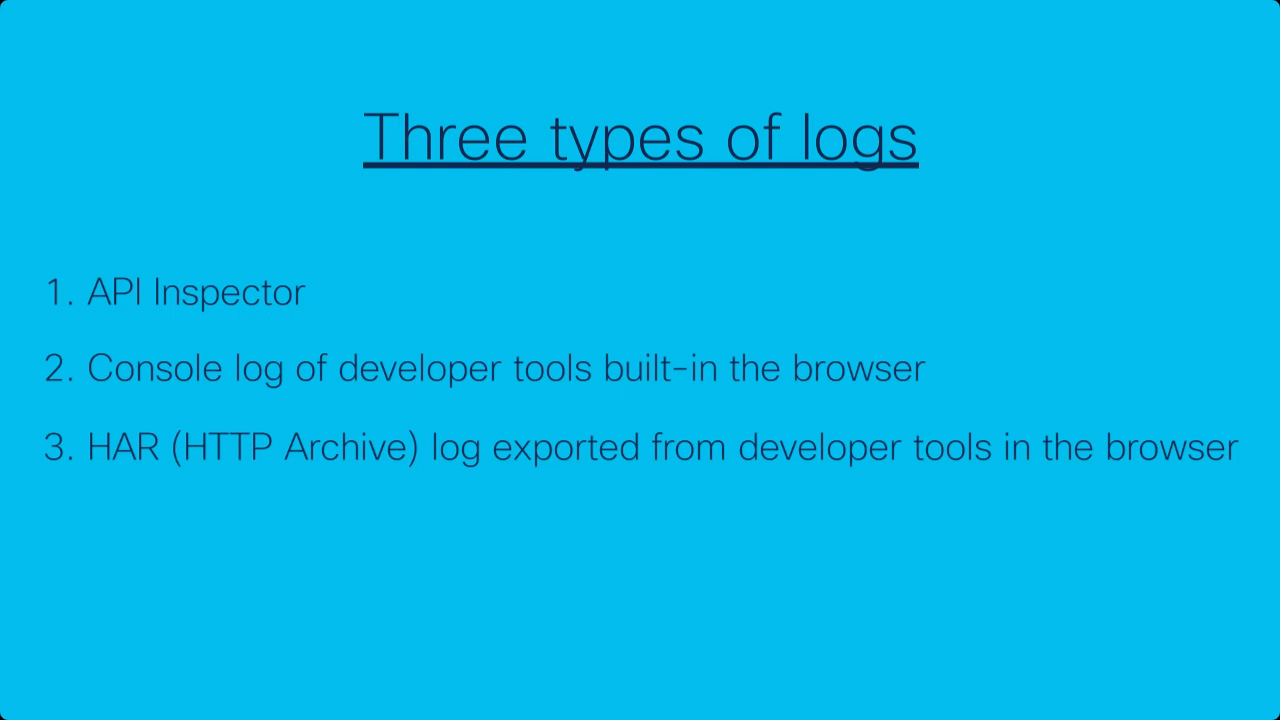 Three types of logs
1. API Inspector
2. Console log of developer tools built-in the browser
3. HAR (HTTP Archive) log exported from developer tools in the browser